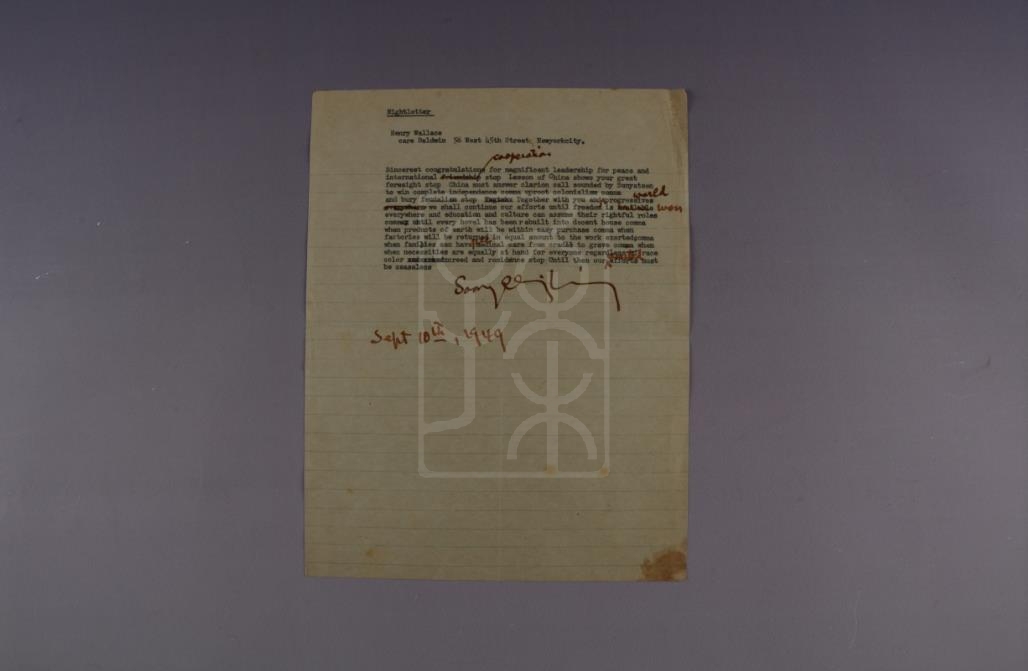 Nightletter
Henry Wallace
care Baldwin 56 West 45th Street Newyorkcity.
cooperation
Sincerest congratulations for magnificent leadership for peace and
international friendship stop Lesson of China shows your great
foresight stop China must answer clarion call sounded by Sunyatsen
to win complete independence comma uproot colonialism comma
world
and bury feudalism stop Together with you and progressives
everywhere we shall continue our efforts until freedom is available won
everywhere and education and culture can assume their rightful roles
comma until every hovel has been rebuilt into decent house comma
when products of earth will be within easy purchase comma when
factories will be returned in equal amount to the work exerted comma
when families can have medical care from cradle to grave comma when
when necessities are equally at hand for everyone regardless race
color creed and residence stop Until then our efforts must
be ceaseless
Soong Ching Ling
Sept 10th, 1949